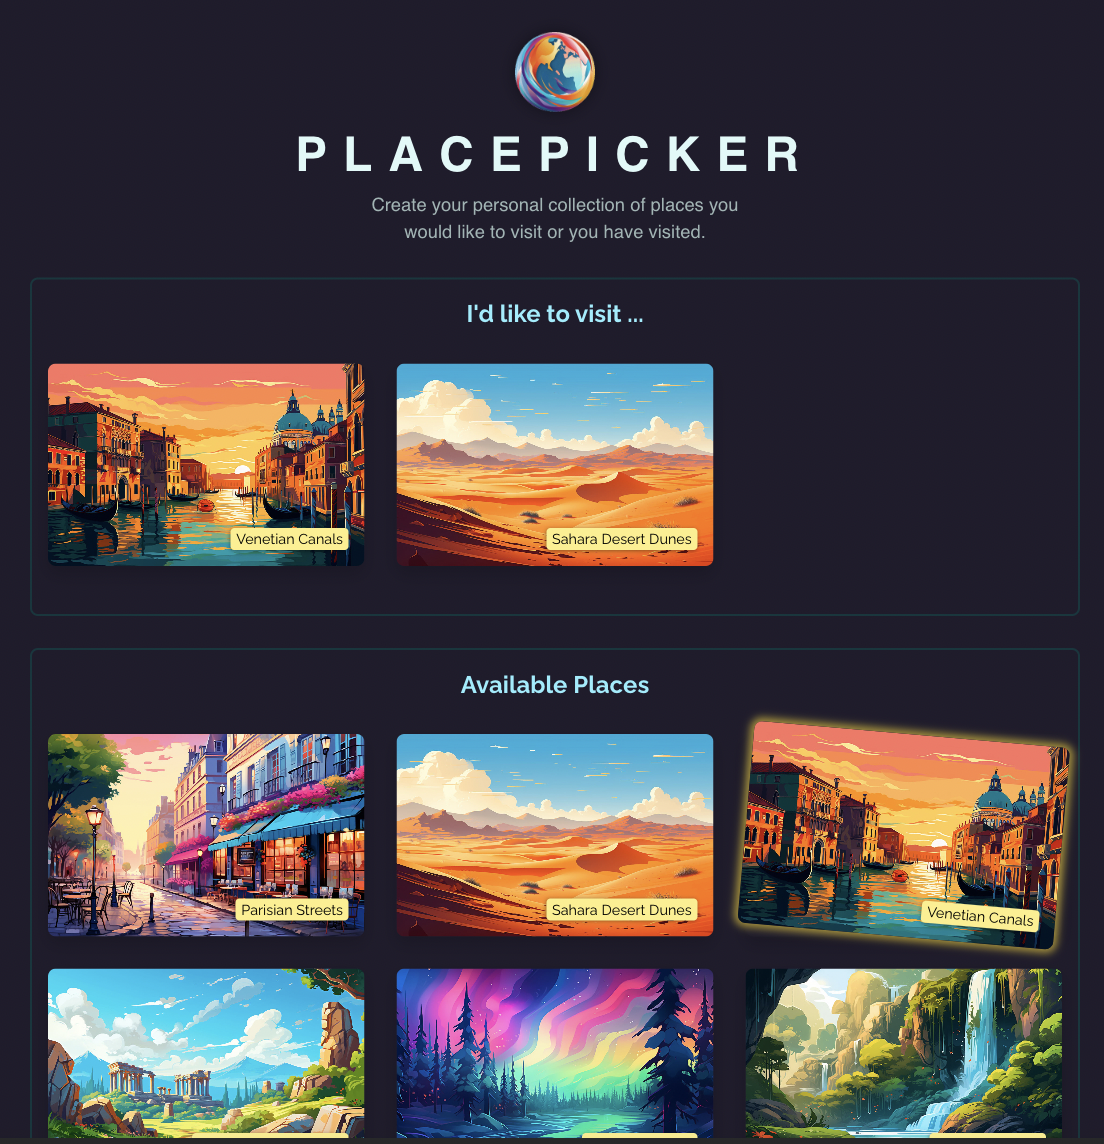 PLACEPICKER
Create your personal collection of places you
would like to visit or you have visited.
I'd like to visit ...
Venetian Canals
Sahara Desert Dunes
Available Places
Parisian Streets
Sahara Desert Dunes
Venetian Canals